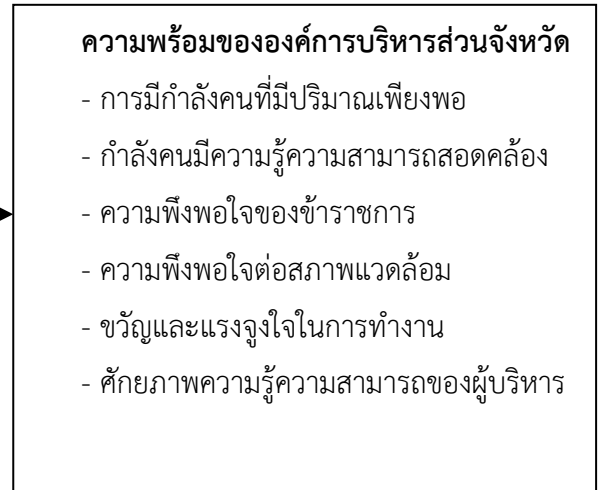 ความพร้อมขององค์การบริหารส่วนจังหวัด
- การมีกำลังคนที่มีปริมาณเพียงพอ
- กำลังคนมีความรู้ความสามารถสอดคล้อง
- ความพึงพอใจของข้าราชการ
- ความพึงพอใจต่อสภาพแวดล้อม
- ขวัญและแรงจูงใจในการทำงาน
- ศักยภาพความรู้ความสามารถของผู้บริหาร